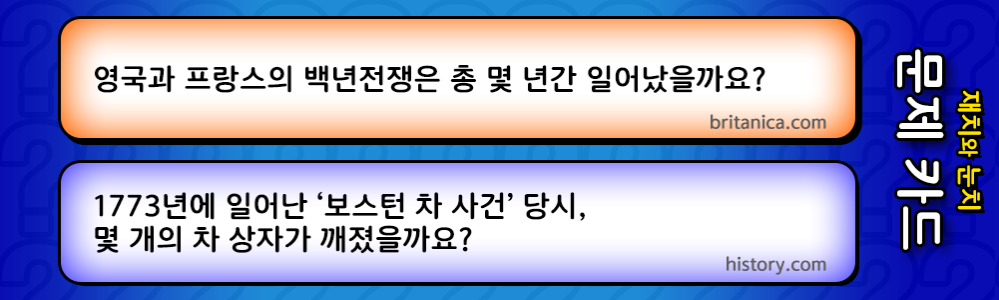 영국과 프랑스의 백년전쟁은 총 몇 년간 일어났을까요?
britanica.com
1773년에 일어난 ‘보스턴 차 사건’ 당시,
몇 개의 차 상자가 깨졌을까요?
history.com
재치와 눈치
문제 카드